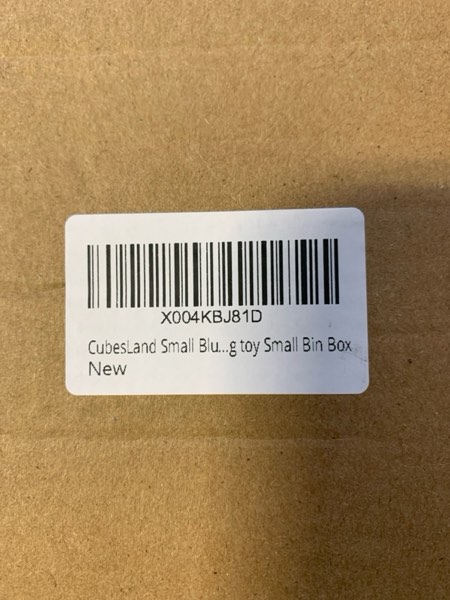 X004KBJ81D
CubesLand Small Blu...g toy Small Bin Box
New